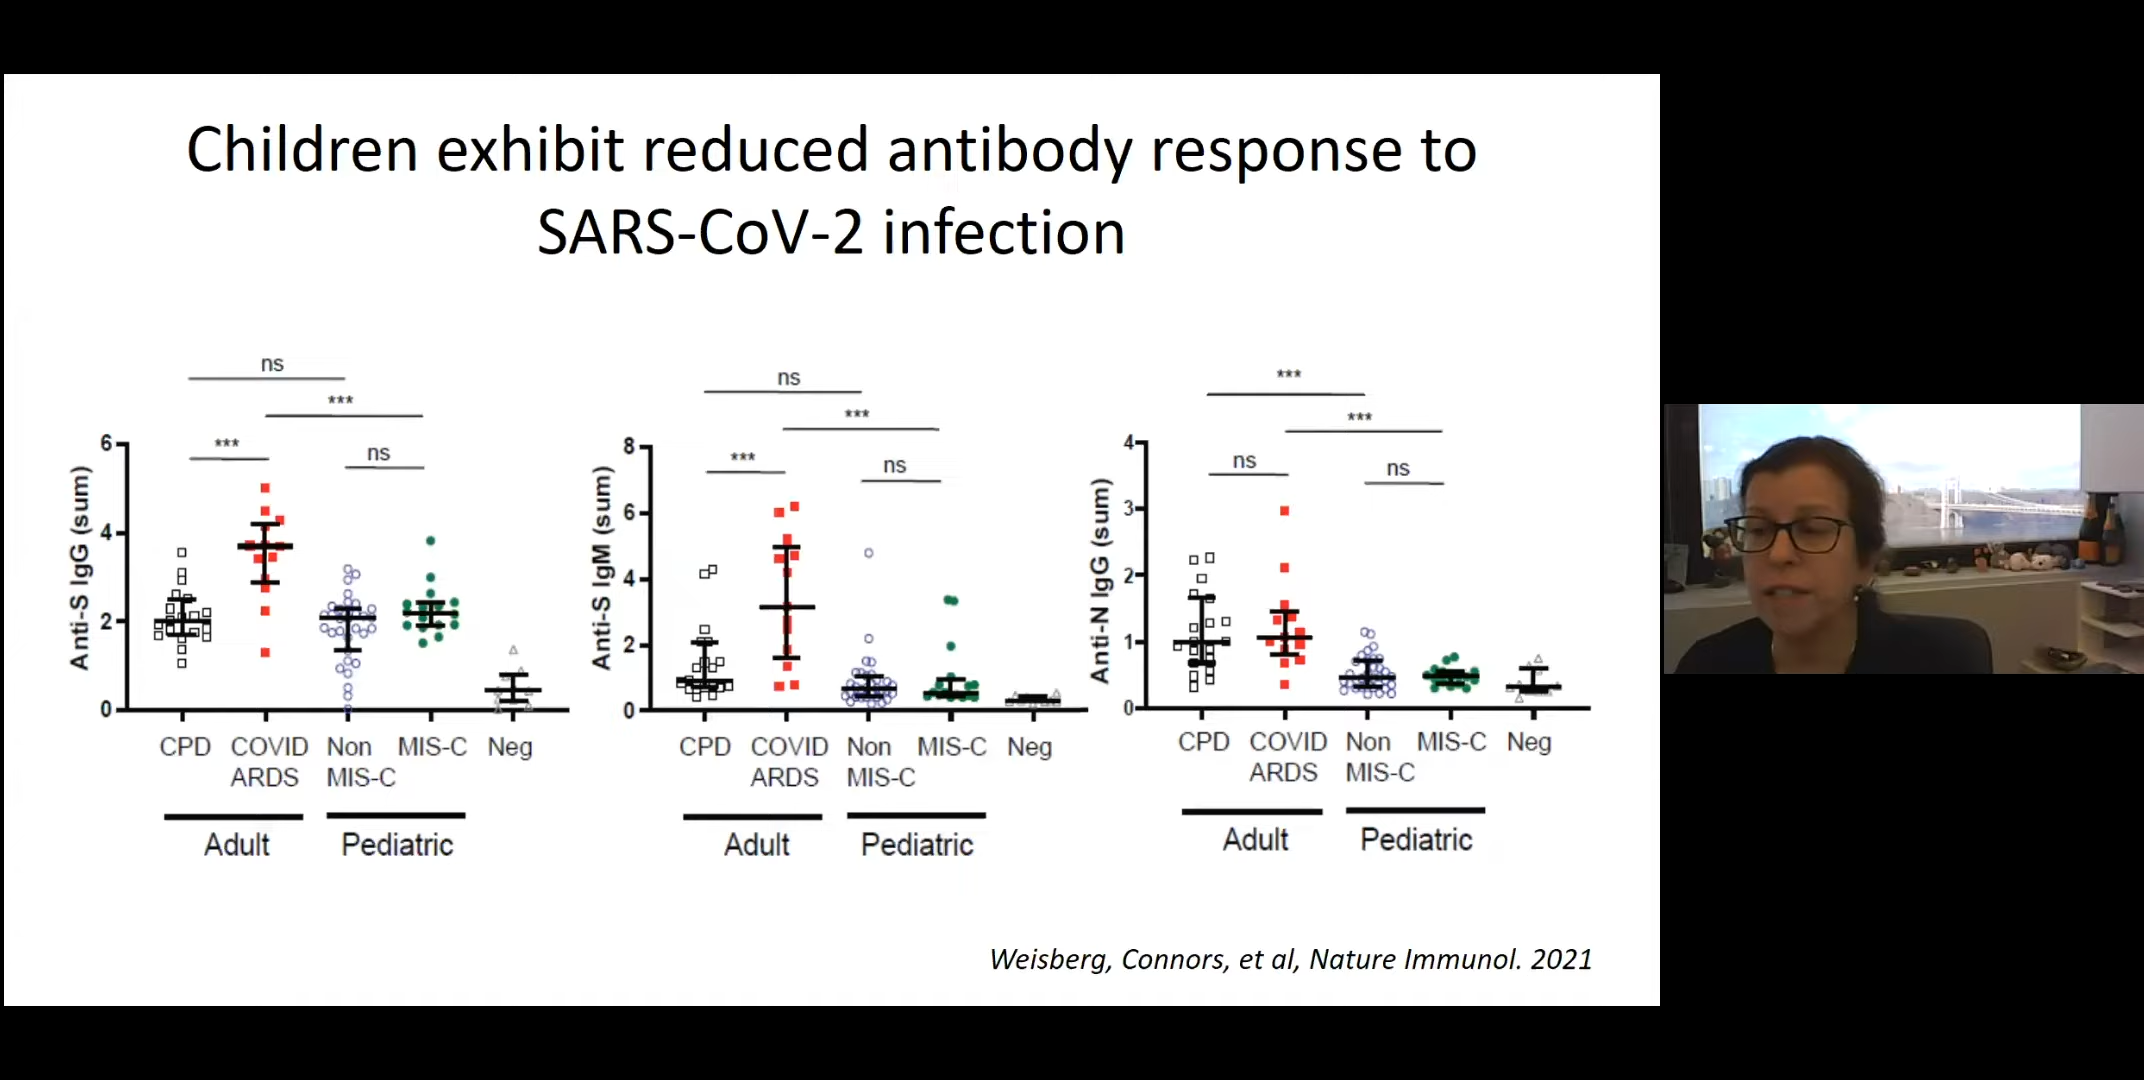 Children exhibit reduced antibody response to
SARS-CoV-2 infection
ns
***
***
ns
6
4
2
0
Anti-S IgG (sum)
CPD
COVID
ARDS
Non
MIS-C
MIS-C
Neg
Adult
Pediatric
ns
***
***
ns
8
6
4
2
0
Anti-S IgM (sum)
CPD
COVID
ARDS
Non
MIS-C
MIS-C
Neg
Adult
Pediatric
***
***
ns
ns
4
3
2
1
0
Anti-N IgG (sum)
CPD
COVID
ARDS
Non
MIS-C
MIS-C
Neg
Adult
Pediatric
Weisberg, Connors, et al, Nature Immunol. 2021